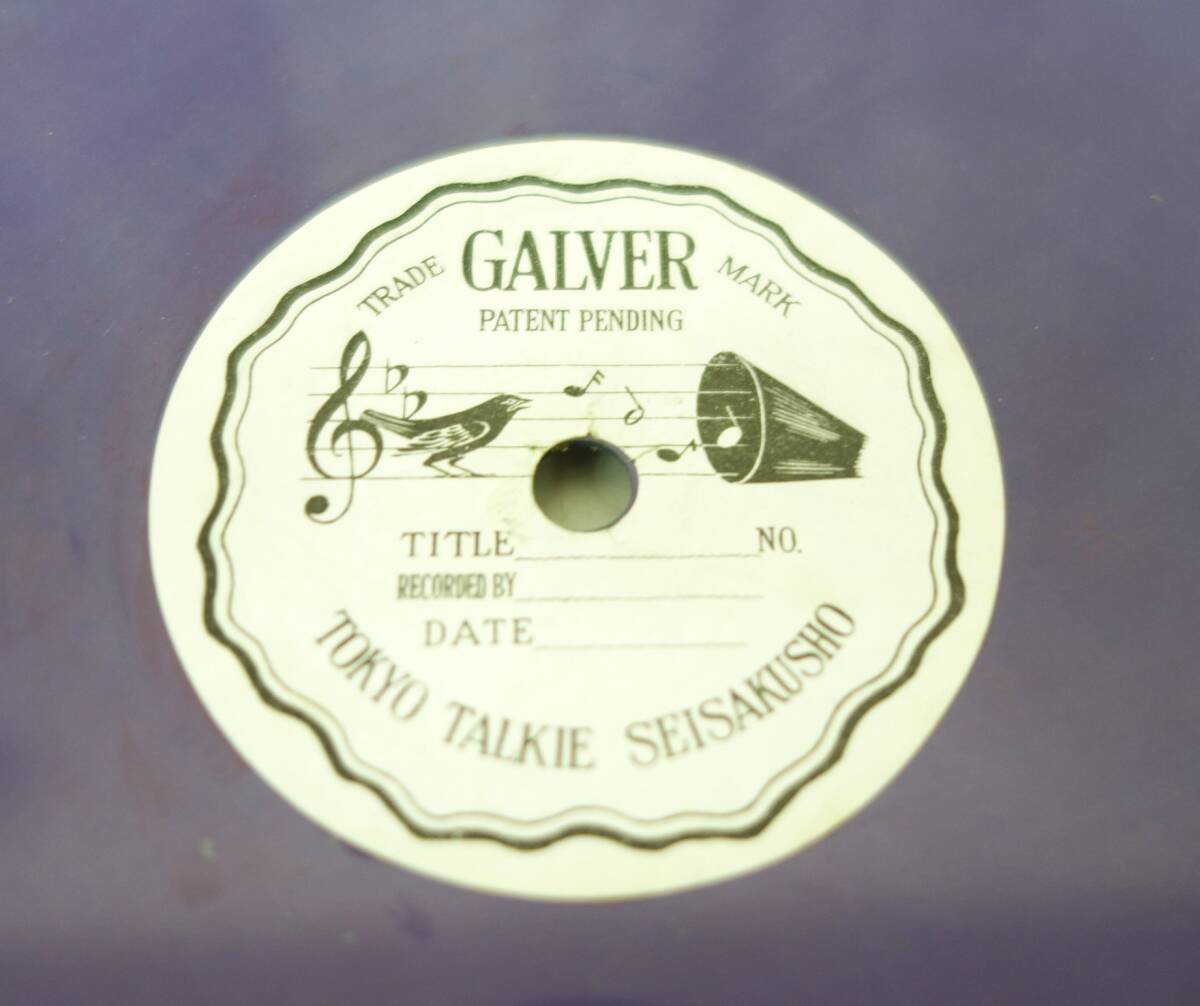 TRADE GALVER MARK
PATENT PENDING
TITLE NO.
RECORDED BY
DATE
TOKYO TALKIE SEISAKUSHO